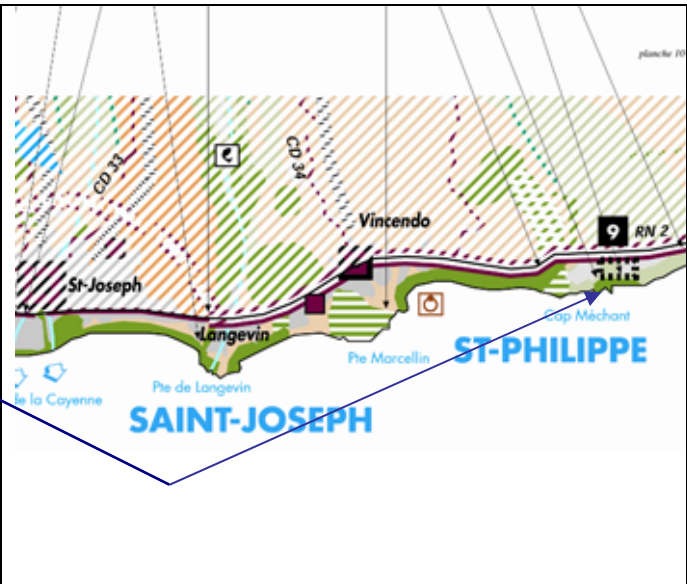 planche 10
CD 33
CD 34
Vincendo
9 RN 2
St-Joseph
Langevin
Cap Méchant
Pte Marcellin
ST-PHILIPPE
de la Cayenne
Pte de Langevin
SAINT-JOSEPH